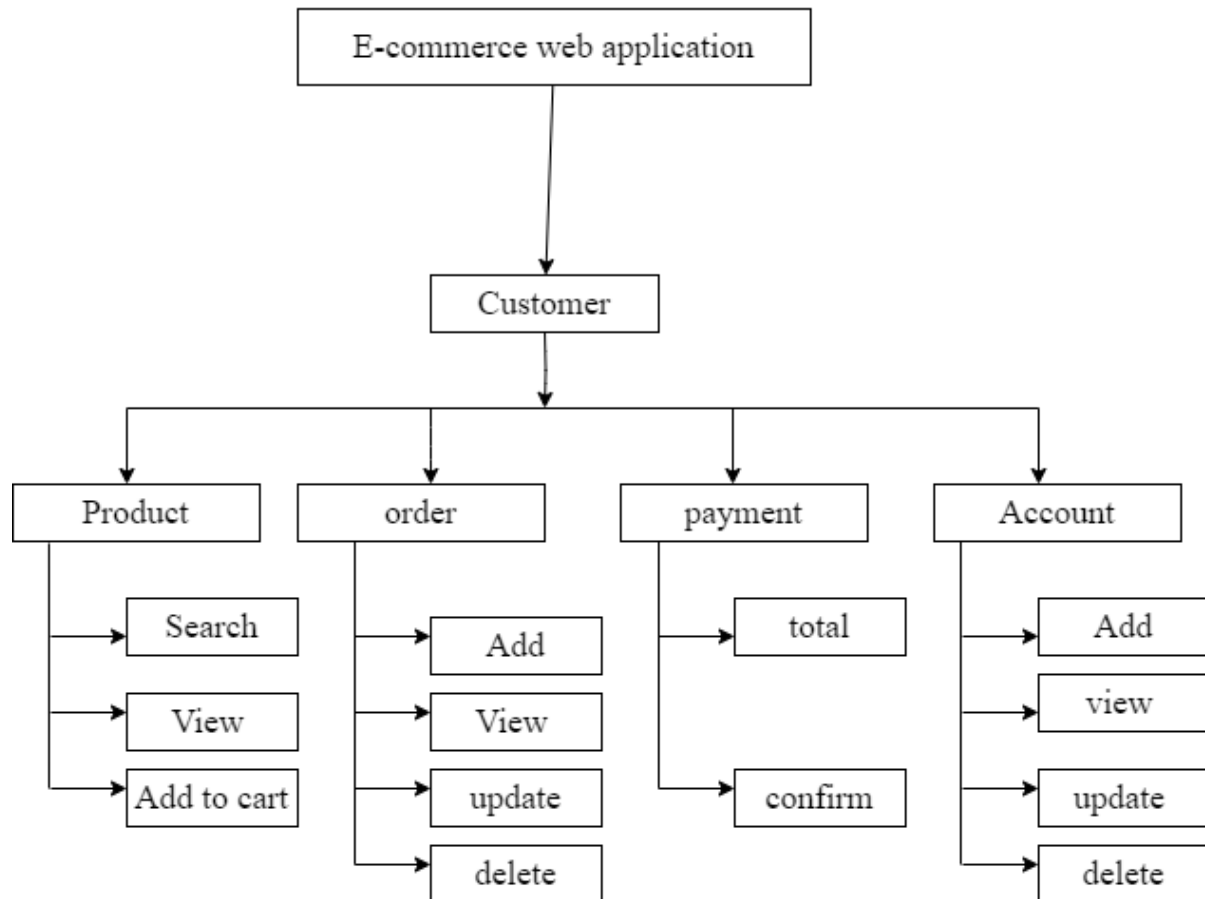 E-commerce web application
Customer
Product
order
payment
Account
Search
Add
total
Add
View
View
view
Add to cart
update
confirm
update
delete
delete